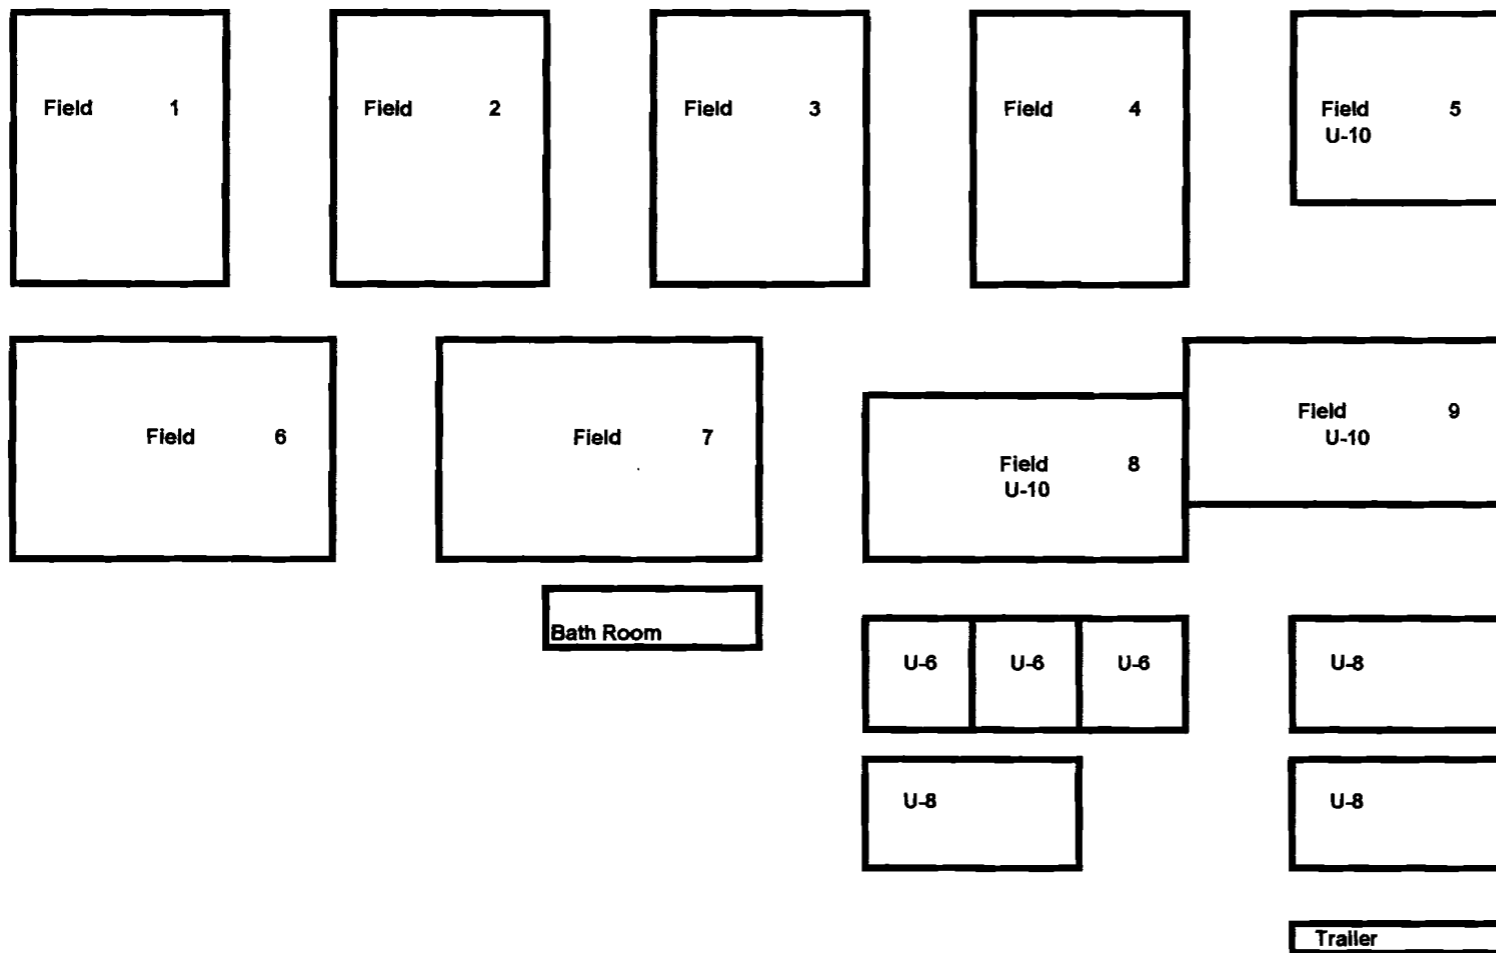 Field 1
Field 2
Field 3
Field 4
Field 5
U-10
Field 6
Field 7
Field 8
U-10
Field 9
U-10
Bath Room
U-6 U-6 U-6
U-8
U-8
U-8
Trailer